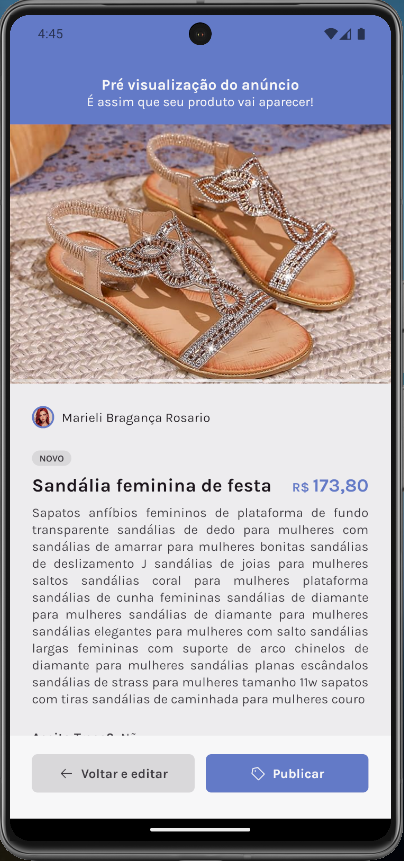 4:45
Pré visualização do anúncio
É assim que seu produto vai aparecer!
Marieli Bragança Rosario
NOVO
Sandália feminina de festa R$ 173,80
Sapatos anfíbios femininos de plataforma de fundo
transparente sandálias de dedo para mulheres com
sandálias de amarrar para mulheres bonitas sandálias
de deslizamento J sandálias de joias para mulheres
saltos sandálias coral para mulheres plataforma
sandálias de cunha femininas sandálias de diamante
para mulheres sandálias de diamante para mulheres
sandálias elegantes para mulheres com salto sandálias
largas femininas com suporte de arco chinelos de
diamante para mulheres sandálias planas escândalos
sandálias de strass para mulheres tamanho 11w sapatos
com tiras sandálias de caminhada para mulheres couro
Voltar e editar
Publicar